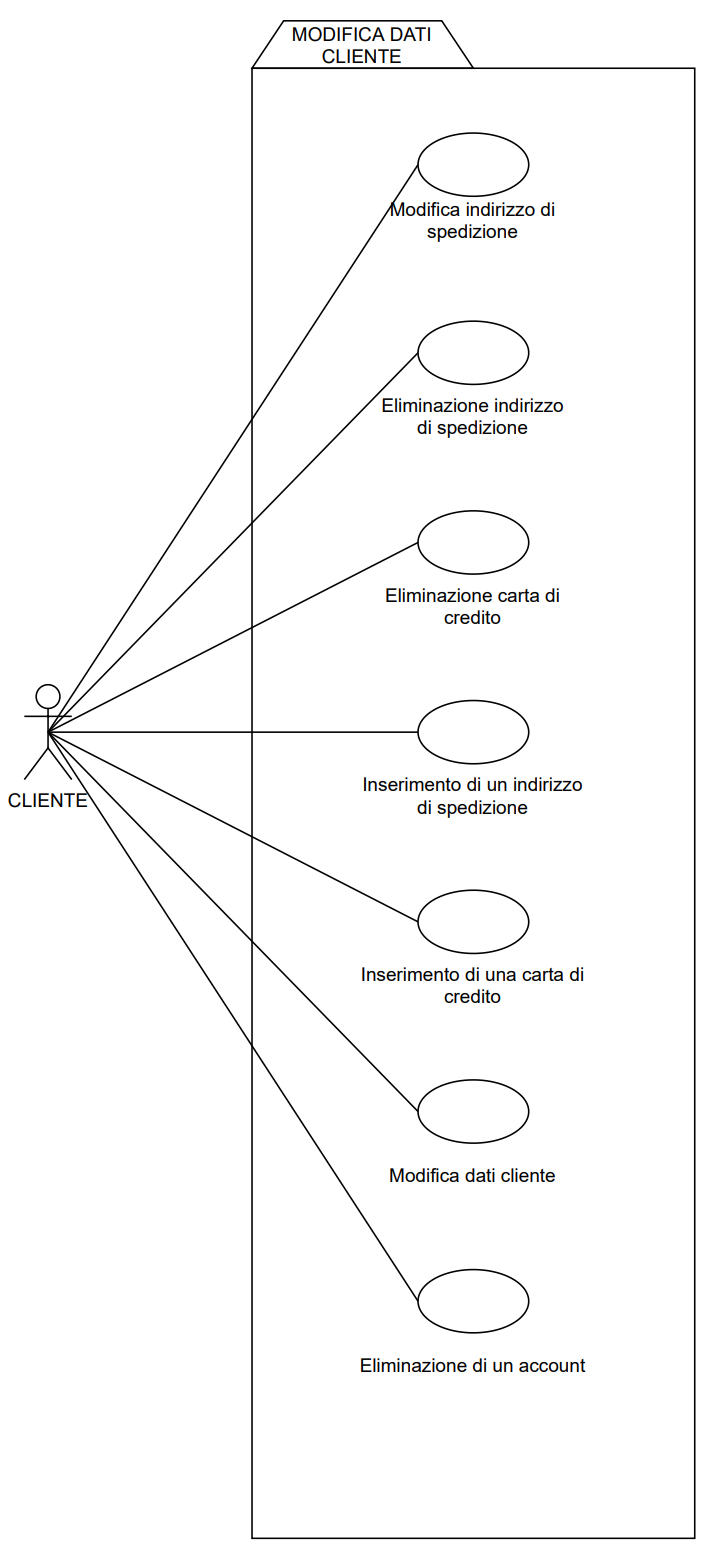 MODIFICA DATI
CLIENTE
Modifica indirizzo di
spedizione
Eliminazione indirizzo
di spedizione
Eliminazione carta di
credito
Inserimento di un indirizzo
di spedizione
CLIENTE
Inserimento di una carta di
credito
Modifica dati cliente
Eliminazione di un account